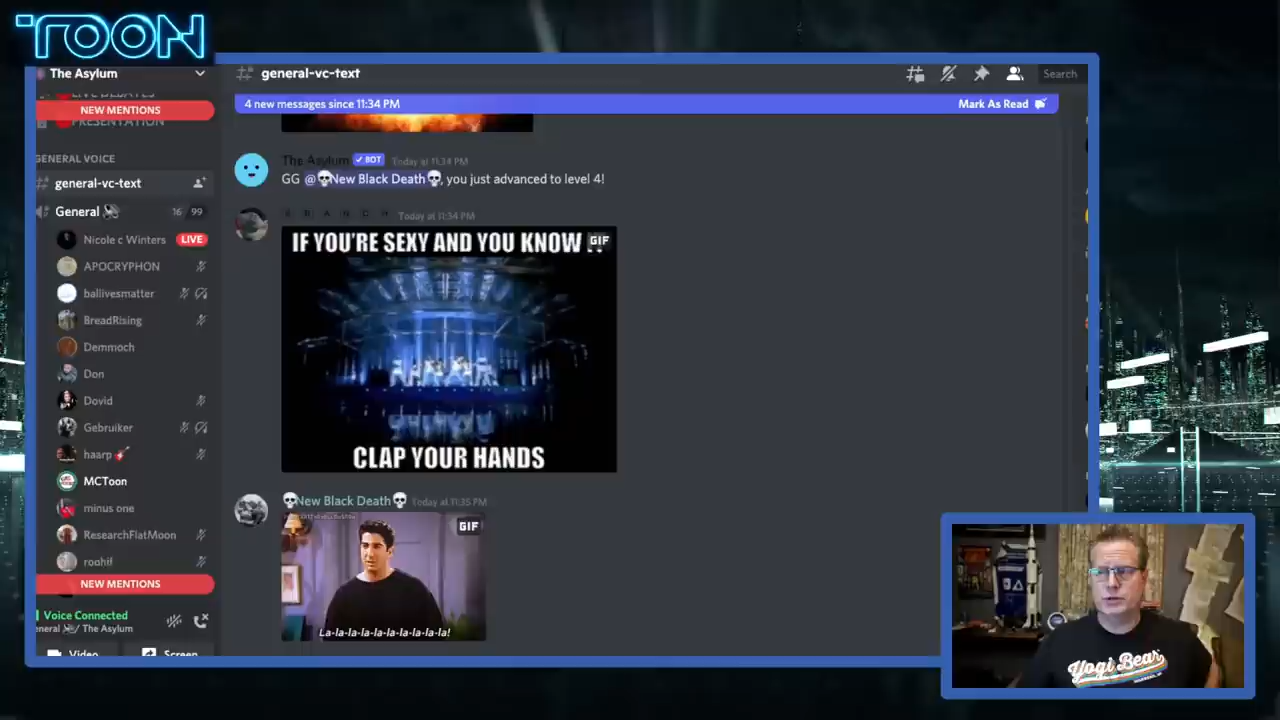 TOON
The Asylum
general-vc-text
Search
4 new messages since 11:34 PM
Mark As Read
NEW MENTIONS
LIVE DEBATES
PRESENTATION
GENERAL VOICE
general-vc-text
General
16 99
Nicole c Winters LIVE
APOCRYPHON
ballivesmatter
BreadRising
Demmoch
Don
Dovid
Gebruiker
haarp
MCToon
minus one
ResearchFlatMoon
NEW MENTIONS
Voice Connected
eneral / The Asylum
Video
Screen
The Asylum BOT Today at 11:34 PM
GG @💀New Black Death💀, you just advanced to level 4!
Today at 11:34 PM
IF YOU'RE SEXY AND YOU KNOW
GIF
CLAP YOUR HANDS
💀New Black Death💀 Today at 11:35 PM
GIF
La-la-la-la-la-la-la-la-la-la!
Yogi Bear